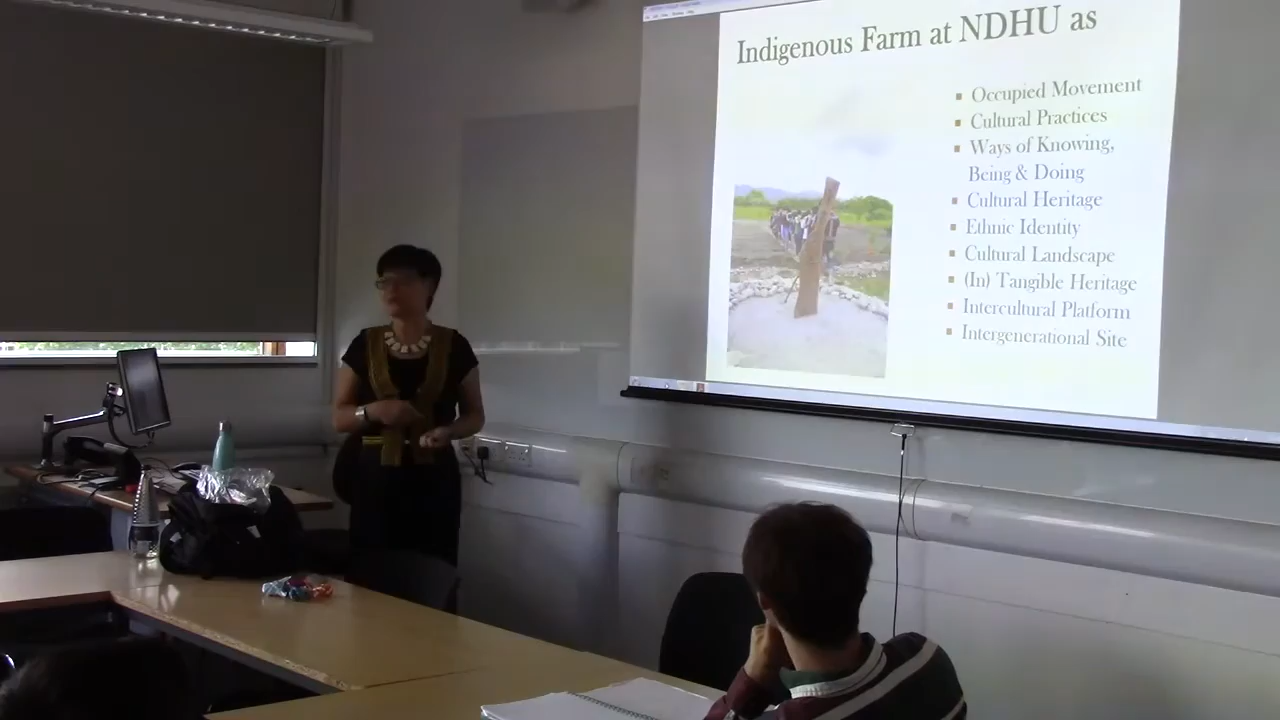 Indigenous Farm at NDHU as
▪ Occupied Movement
▪ Cultural Practices
▪ Ways of Knowing,
Being & Doing
▪ Cultural Heritage
▪ Ethnic Identity
▪ Cultural Landscape
▪ (In) Tangible Heritage
▪ Intercultural Platform
▪ Intergenerational Site